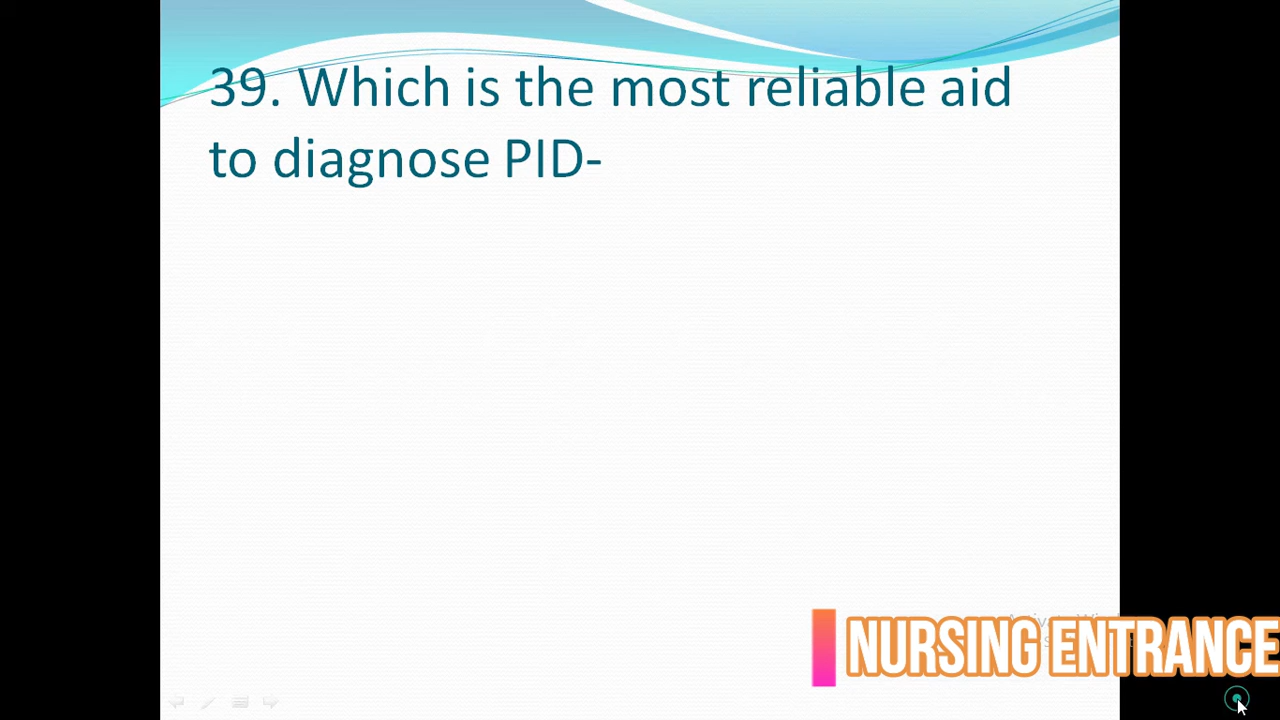 39. Which is the most reliable aid
to diagnose PID-
NURSING ENTRANCE